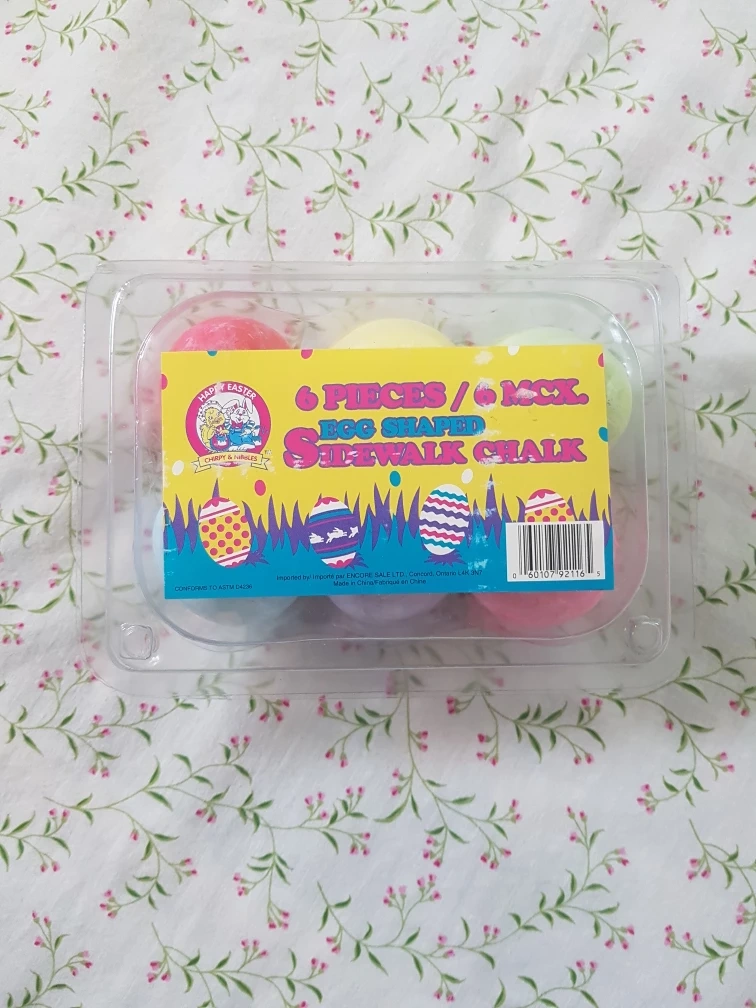 HAPPY EASTER
CHIRPY & NIBBLES
6 PIECES / 6 MCX.
EGG SHAPED
SIDEWALK CHALK
Imported by/ Importé par ENCORE SALE LTD., Concord, Ontario
Made in China/Fabriqué en Chine
CONFORMS TO ASTM D4236
0 60107 92116 5